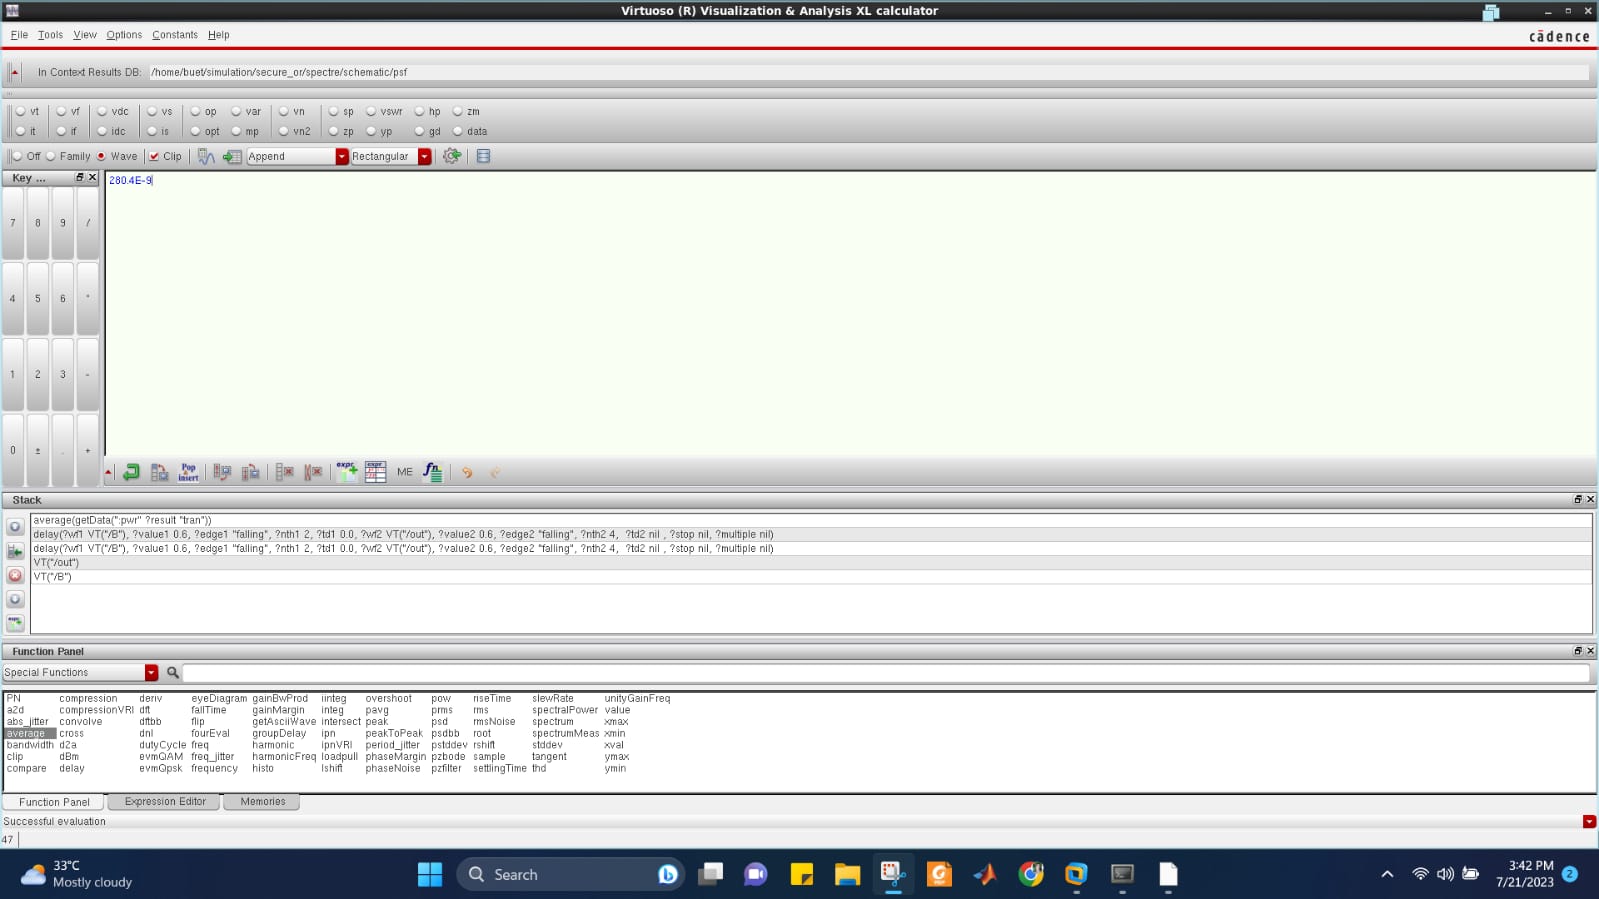 Virtuoso (R) Visualization & Analysis XL calculator
File Tools View Options Constants Help
cādence
In Context Results DB: /home/buet/simulation/secure_or/spectre/schematic/psf
vt vf vdc vs op var vn sp vswr hp zm
it if idc is opt mp vn2 zp yp gd data
Off Family Wave Clip Append Rectangular
Key ...
280.4E-9
7 8 9 /
4 5 6 *
1 2 3 -
0 ± . +
Pop insert expr expr ME fn
Stack
average(getData(":pwr" ?result "tran"))
delay(?wf1 VT("/B"), ?value1 0.6, ?edge1 "falling", ?nth1 2, ?td1 0.0, ?wf2 VT("/out"), ?value2 0.6, ?edge2 "falling", ?nth2 4, ?td2 nil , ?stop nil, ?multiple nil)
delay(?wf1 VT("/B"), ?value1 0.6, ?edge1 "falling", ?nth1 2, ?td1 0.0, ?wf2 VT("/out"), ?value2 0.6, ?edge2 "falling", ?nth2 4, ?td2 nil , ?stop nil, ?multiple nil)
VT("/out")
VT("/B")
Function Panel
Special Functions
PN compression deriv eyeDiagram gainBwProd iinteg overshoot pow riseTime slewRate unityGainFreq
a2d compressionVRI dft fallTime gainMargin integ pavg prms rms spectralPower value
abs_jitter convolve dftbb flip getAsciiWave intersect peak psd rmsNoise spectrum xmax
average cross dnl fourEval groupDelay ipn peakToPeak psdbb root spectrumMeas xmin
bandwidth d2a dutyCycle freq harmonic ipnVRI period_jitter pstddev rshift stddev xval
clip dBm evmQAM freq_jitter harmonicFreq loadpull phaseMargin pzbode sample tangent ymax
compare delay evmQpsk frequency histo lshift phaseNoise pzfilter settlingTime thd ymin
Function Panel Expression Editor Memories
Successful evaluation
47
33°C
Mostly cloudy
Search
3:42 PM
7/21/2023
2